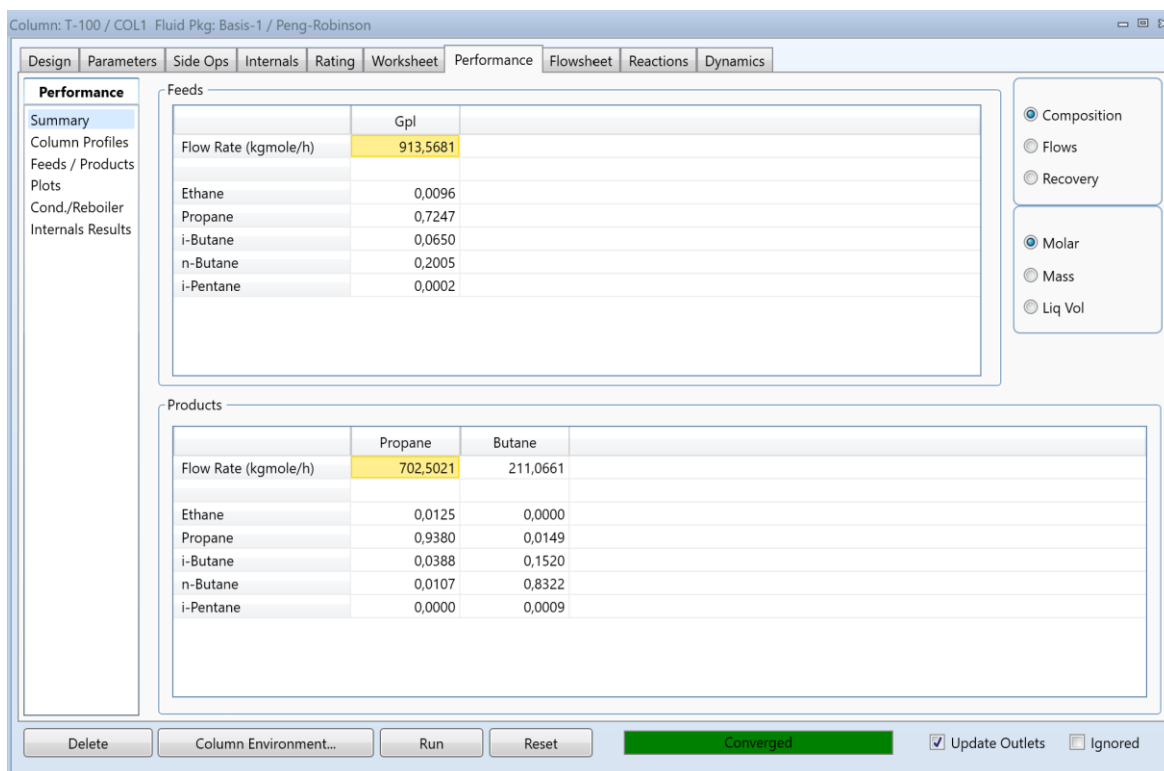 Column: T-100 / COL1 Fluid Pkg: Basis-1 / Peng-Robinson
Design Parameters Side Ops Internals Rating Worksheet Performance Flowsheet Reactions Dynamics
Performance
Summary
Column Profiles
Feeds / Products
Plots
Cond./Reboiler
Internals Results
Feeds
Gpl
Flow Rate (kgmole/h) 913,5681
Ethane 0,0096
Propane 0,7247
i-Butane 0,0650
n-Butane 0,2005
i-Pentane 0,0002
Composition
Flows
Recovery
Molar
Mass
Liq Vol
Products
Propane Butane
Flow Rate (kgmole/h) 702,5021 211,0661
Ethane 0,0125 0,0000
Propane 0,9380 0,0149
i-Butane 0,0388 0,1520
n-Butane 0,0107 0,8322
i-Pentane 0,0000 0,0009
Delete Column Environment... Run Reset Converged Update Outlets Ignored